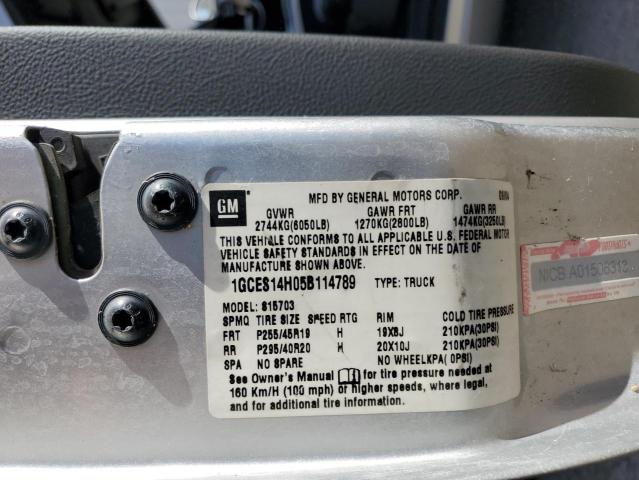 GM
MFD BY GENERAL MOTORS CORP.
GVWR GAWR FRT GAWR RR
2744KG(6050LB) 1270KG(2800LB) 1474KG(3250LB)
THIS VEHICLE CONFORMS TO ALL APPLICABLE U.S. FEDERAL MOTOR
VEHICLE SAFETY STANDARDS IN EFFECT ON THE DATE OF
MANUFACTURE SHOWN ABOVE.
1GCES14H05B114789 TYPE: TRUCK
MODEL: S15703
SPMQ TIRE SIZE SPEED RTG RIM COLD TIRE PRESSURE
FRT P255/45R19 H 19X8J 210KPA(30PSI)
RR P295/40R20 H 20X10J 210KPA(30PSI)
SPA NO SPARE NO WHEELKPA( 0PSI)
See Owner's Manual for tire pressure needed at
160 Km/H (100 mph) or higher speeds, where legal,
and for additional tire information.
NICB